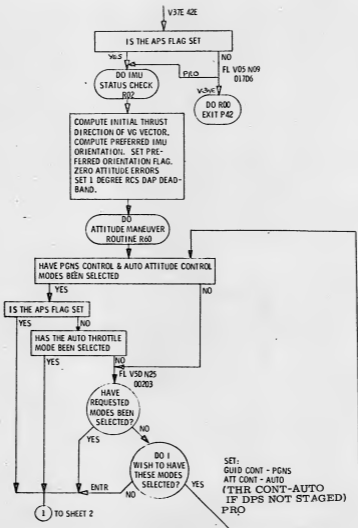 V37E 42E
IS THE APS FLAG SET
YES
NO
PRO
FL V05 N09
01706
DO IMU
STATUS CHECK
R02
V34E
DO R00
EXIT P42
COMPUTE INITIAL THRUST
DIRECTION OF VG VECTOR.
COMPUTE PREFERRED IMU
ORIENTATION. SET PRE-
FERRED ORIENTATION FLAG.
ZERO ATTITUDE ERRORS
SET 1 DEGREE RCS DAP DEAD-
BAND.
DO
ATTITUDE MANEUVER
ROUTINE R60
HAVE PGNS CONTROL & AUTO ATTITUDE CONTROL
MODES BEEN SELECTED
YES
NO
IS THE APS FLAG SET
YES
NO
HAS THE AUTO THROTTLE
MODE BEEN SELECTED
YES
NO
FL V50 N25
00203
HAVE
REQUESTED
MODES BEEN
SELECTED?
YES
NO
DO I
WISH TO HAVE
THESE MODES
SELECTED?
ENTR
NO
YES
SET:
GUID CONT - PGNS
ATT CONT - AUTO
(THR CONT-AUTO
IF DPS NOT STAGED)
PRO
1
TO SHEET 2